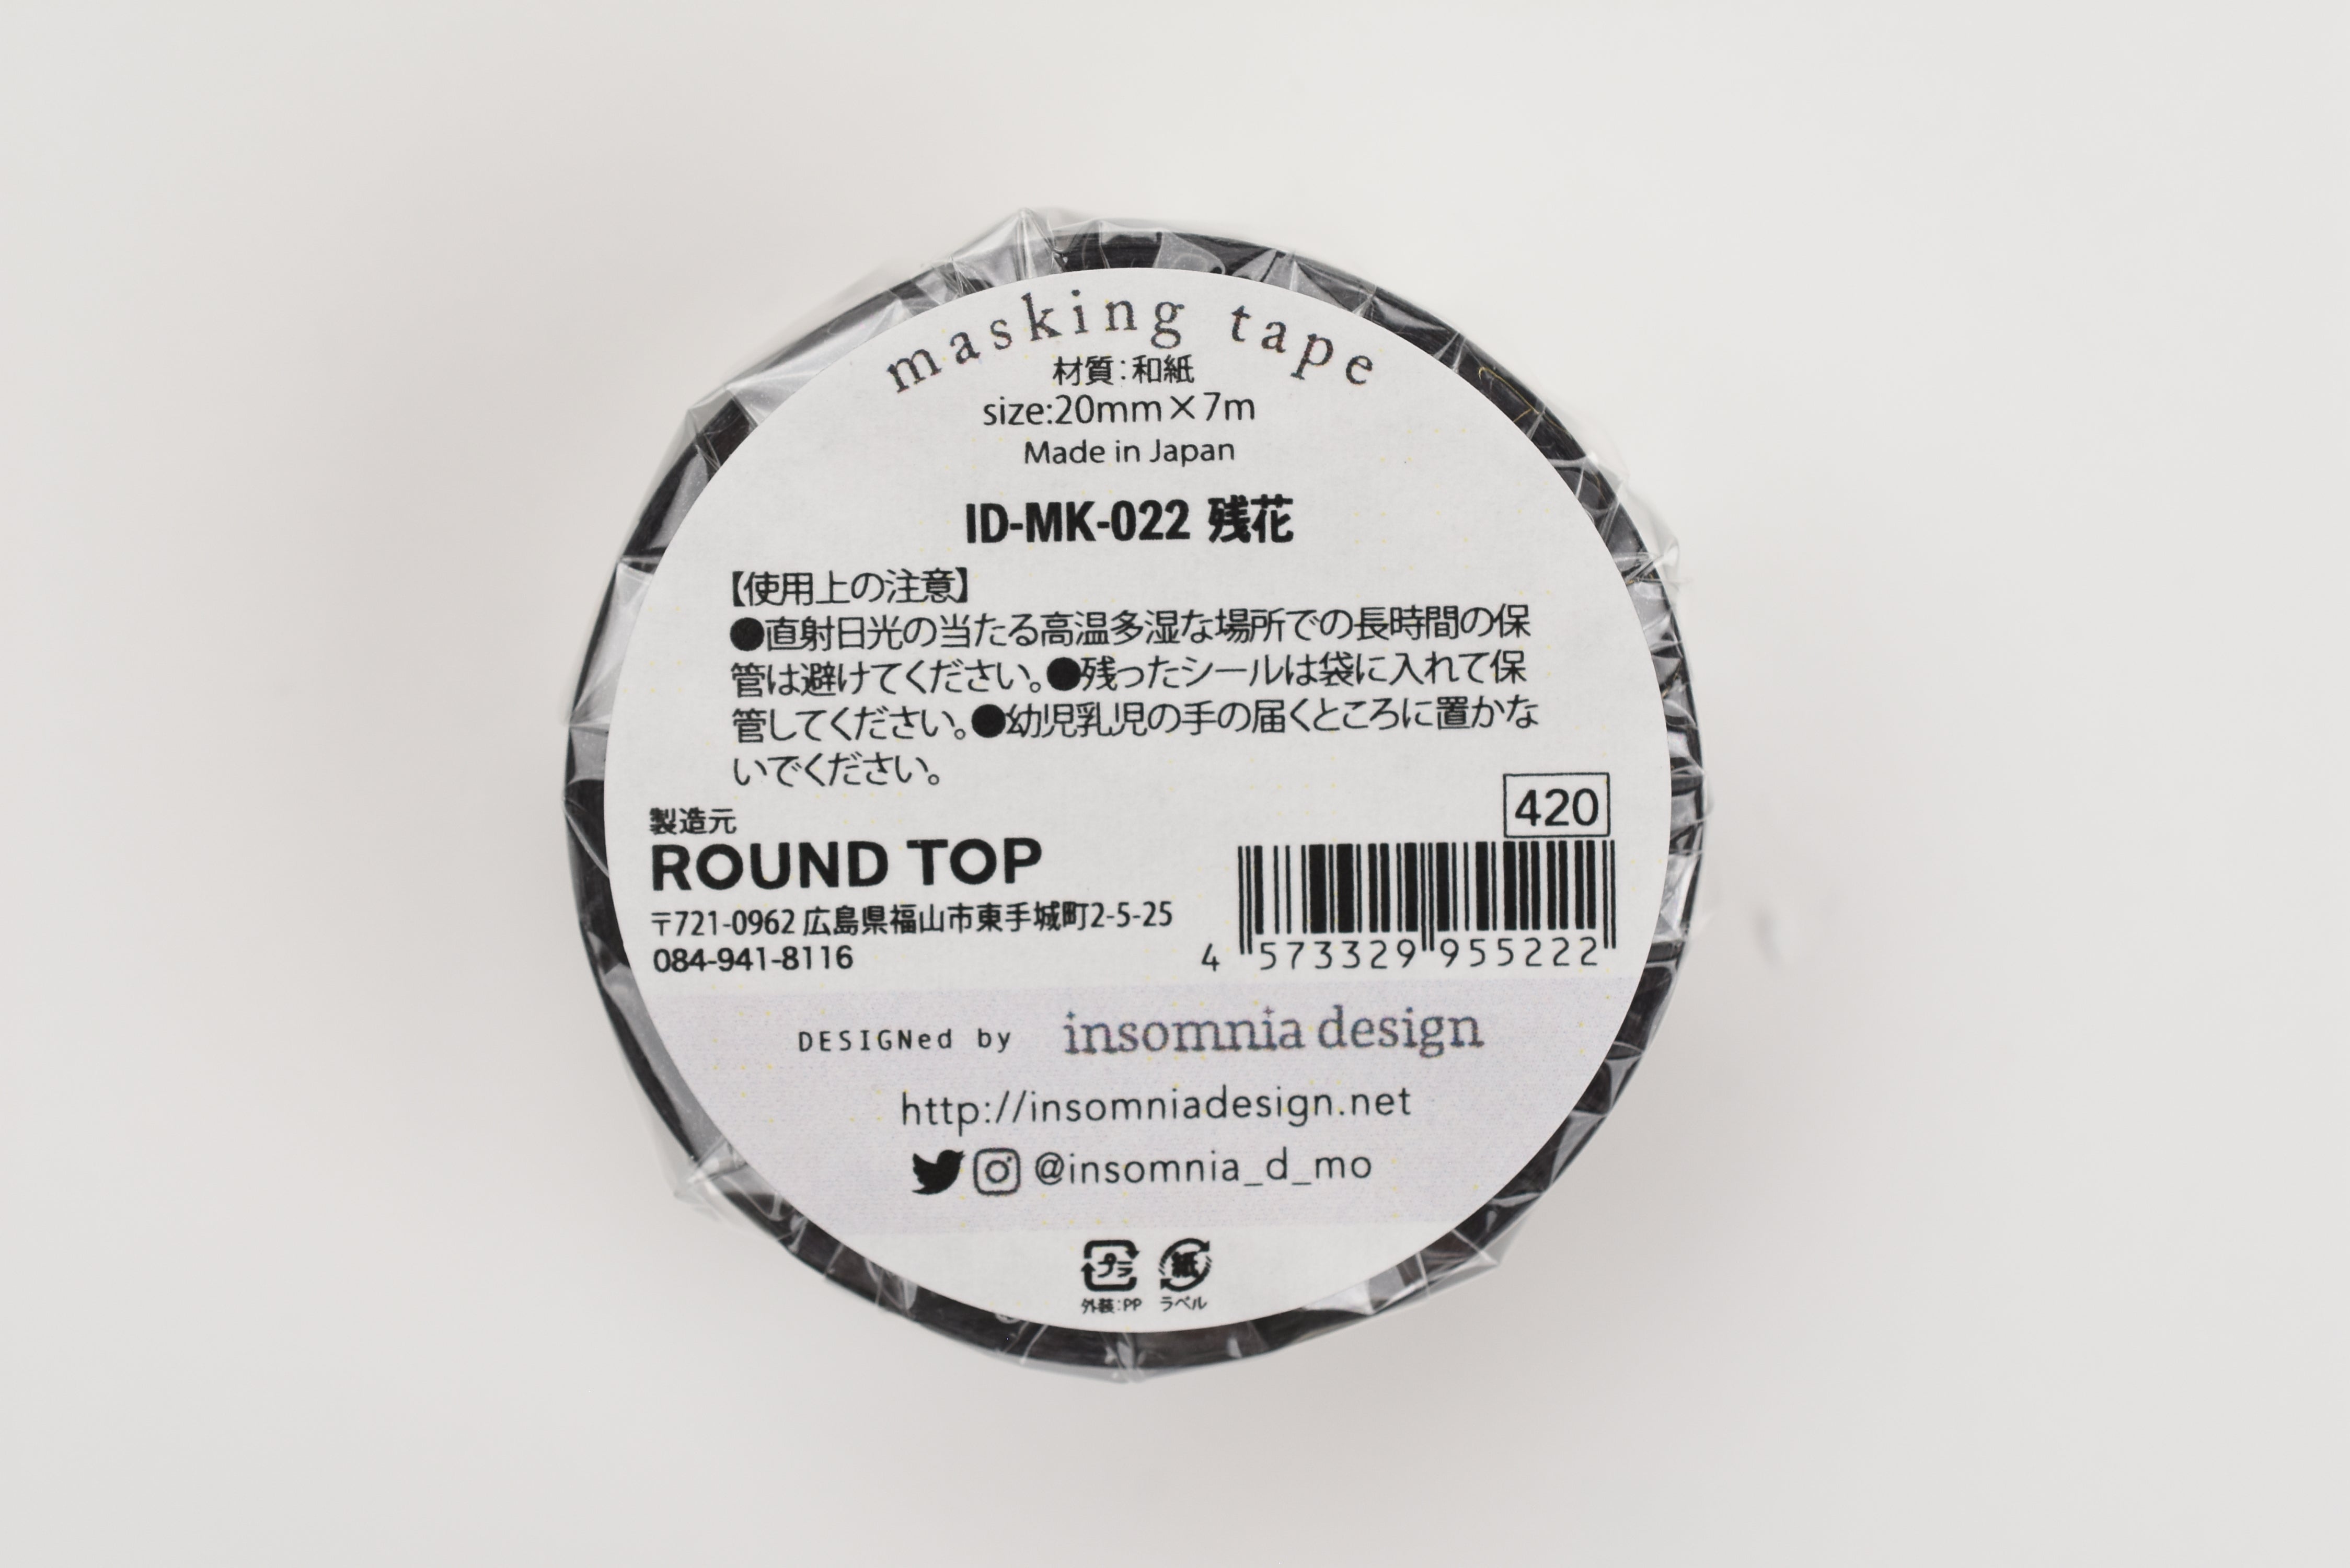 masking tape
材質:和紙
size:20mm×7m
Made in Japan
ID-MK-022 残花
【使用上の注意】
●直射日光の当たる高温多湿な場所での長時間の保
管は避けてください。●残ったシールは袋に入れて保
管してください。●幼児乳児の手の届くところに置かな
いでください。
製造元
ROUND TOP
〒721-0962 広島県福山市東手城町2-5-25
084-941-8116
420
4 573329 955222
DESIGNed by insomnia design
http://insomniadesign.net
@insomnia_d_mo
プラ 紙
外装:PP ラベル